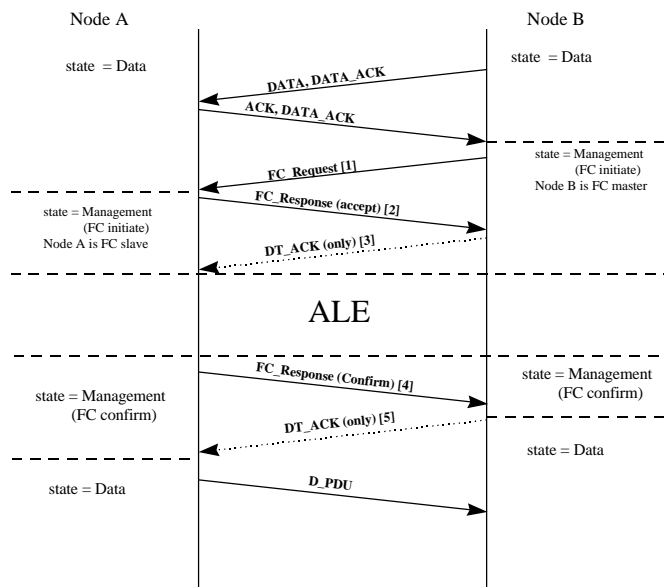 Node A
Node B
state = Data
state = Data
DATA, DATA_ACK
ACK, DATA_ACK
FC_Request [1]
state = Management
(FC initiate)
Node B is FC master
FC_Response (accept) [2]
state = Management
(FC initiate)
Node A is FC slave
DT_ACK (only) [3]
ALE
FC_Response (Confirm) [4]
state = Management
(FC confirm)
state = Management
(FC confirm)
DT_ACK (only) [5]
state = Data
state = Data
D_PDU